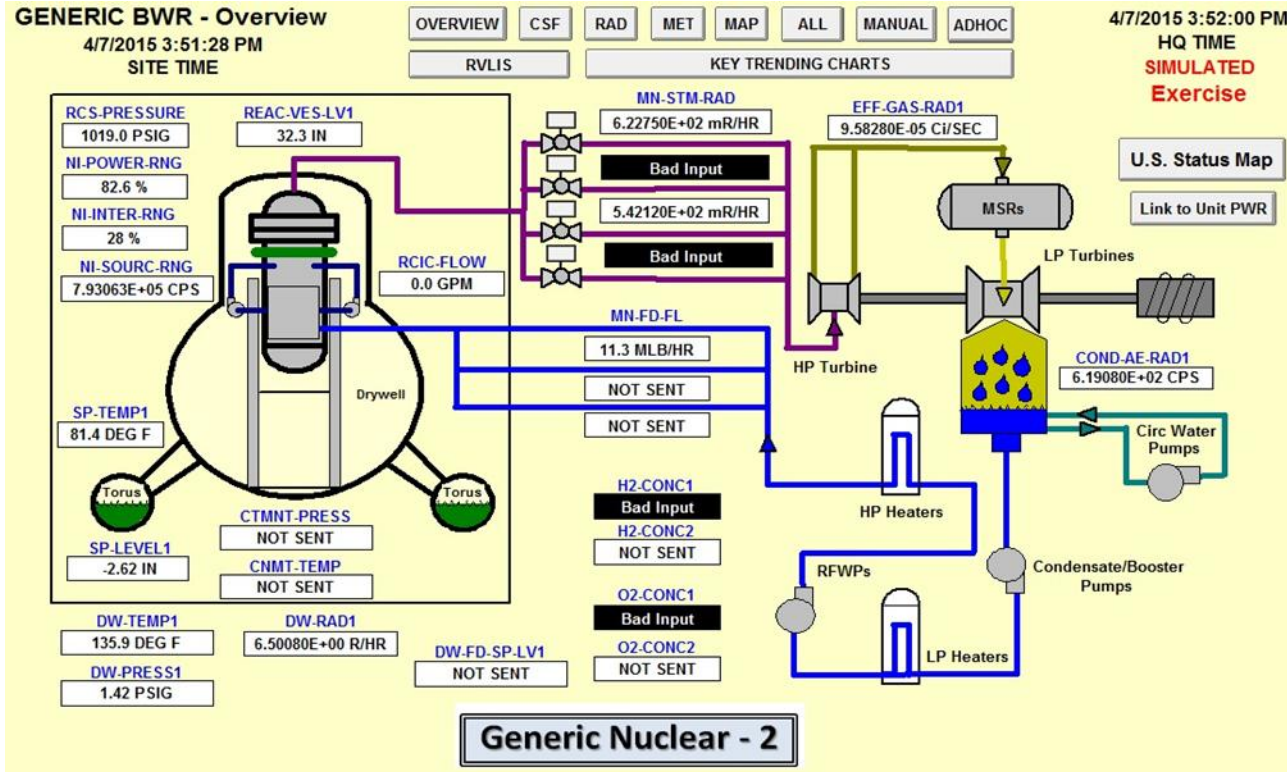 GENERIC BWR - Overview
4/7/2015 3:51:28 PM
SITE TIME
OVERVIEW
CSF
RAD
MET
MAP
ALL
MANUAL
ADHOC
RVLIS
KEY TRENDING CHARTS
4/7/2015 3:52:00 PM
HQ TIME
SIMULATED
Exercise
U.S. Status Map
Link to Unit PWR
RCS-PRESSURE
1019.0 PSIG
NI-POWER-RNG
82.6 %
NI-INTER-RNG
28 %
NI-SOURC-RNG
7.93063E+05 CPS
REAC-VES-LV1
32.3 IN
RCIC-FLOW
0.0 GPM
Drywell
SP-TEMP1
81.4 DEG F
Torus
Torus
SP-LEVEL1
-2.62 IN
CTMNT-PRESS
NOT SENT
CNMT-TEMP
NOT SENT
DW-TEMP1
135.9 DEG F
DW-PRESS1
1.42 PSIG
DW-RAD1
6.50080E+00 R/HR
DW-FD-SP-LV1
NOT SENT
MN-STM-RAD
6.22750E+02 mR/HR
Bad Input
5.42120E+02 mR/HR
Bad Input
MN-FD-FL
11.3 MLB/HR
NOT SENT
NOT SENT
H2-CONC1
Bad Input
H2-CONC2
NOT SENT
O2-CONC1
Bad Input
O2-CONC2
NOT SENT
EFF-GAS-RAD1
9.58280E-05 Ci/SEC
MSRs
LP Turbines
HP Turbine
COND-AE-RAD1
6.19080E+02 CPS
Circ Water
Pumps
HP Heaters
RFWPs
Condensate/Booster
Pumps
LP Heaters
Generic Nuclear - 2